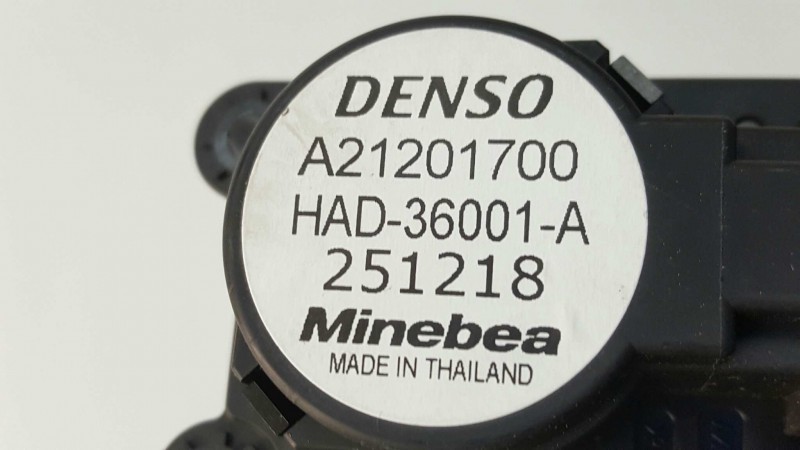 DENSO
A21201700
HAD-36001-A
251218
Minebea
MADE IN THAILAND